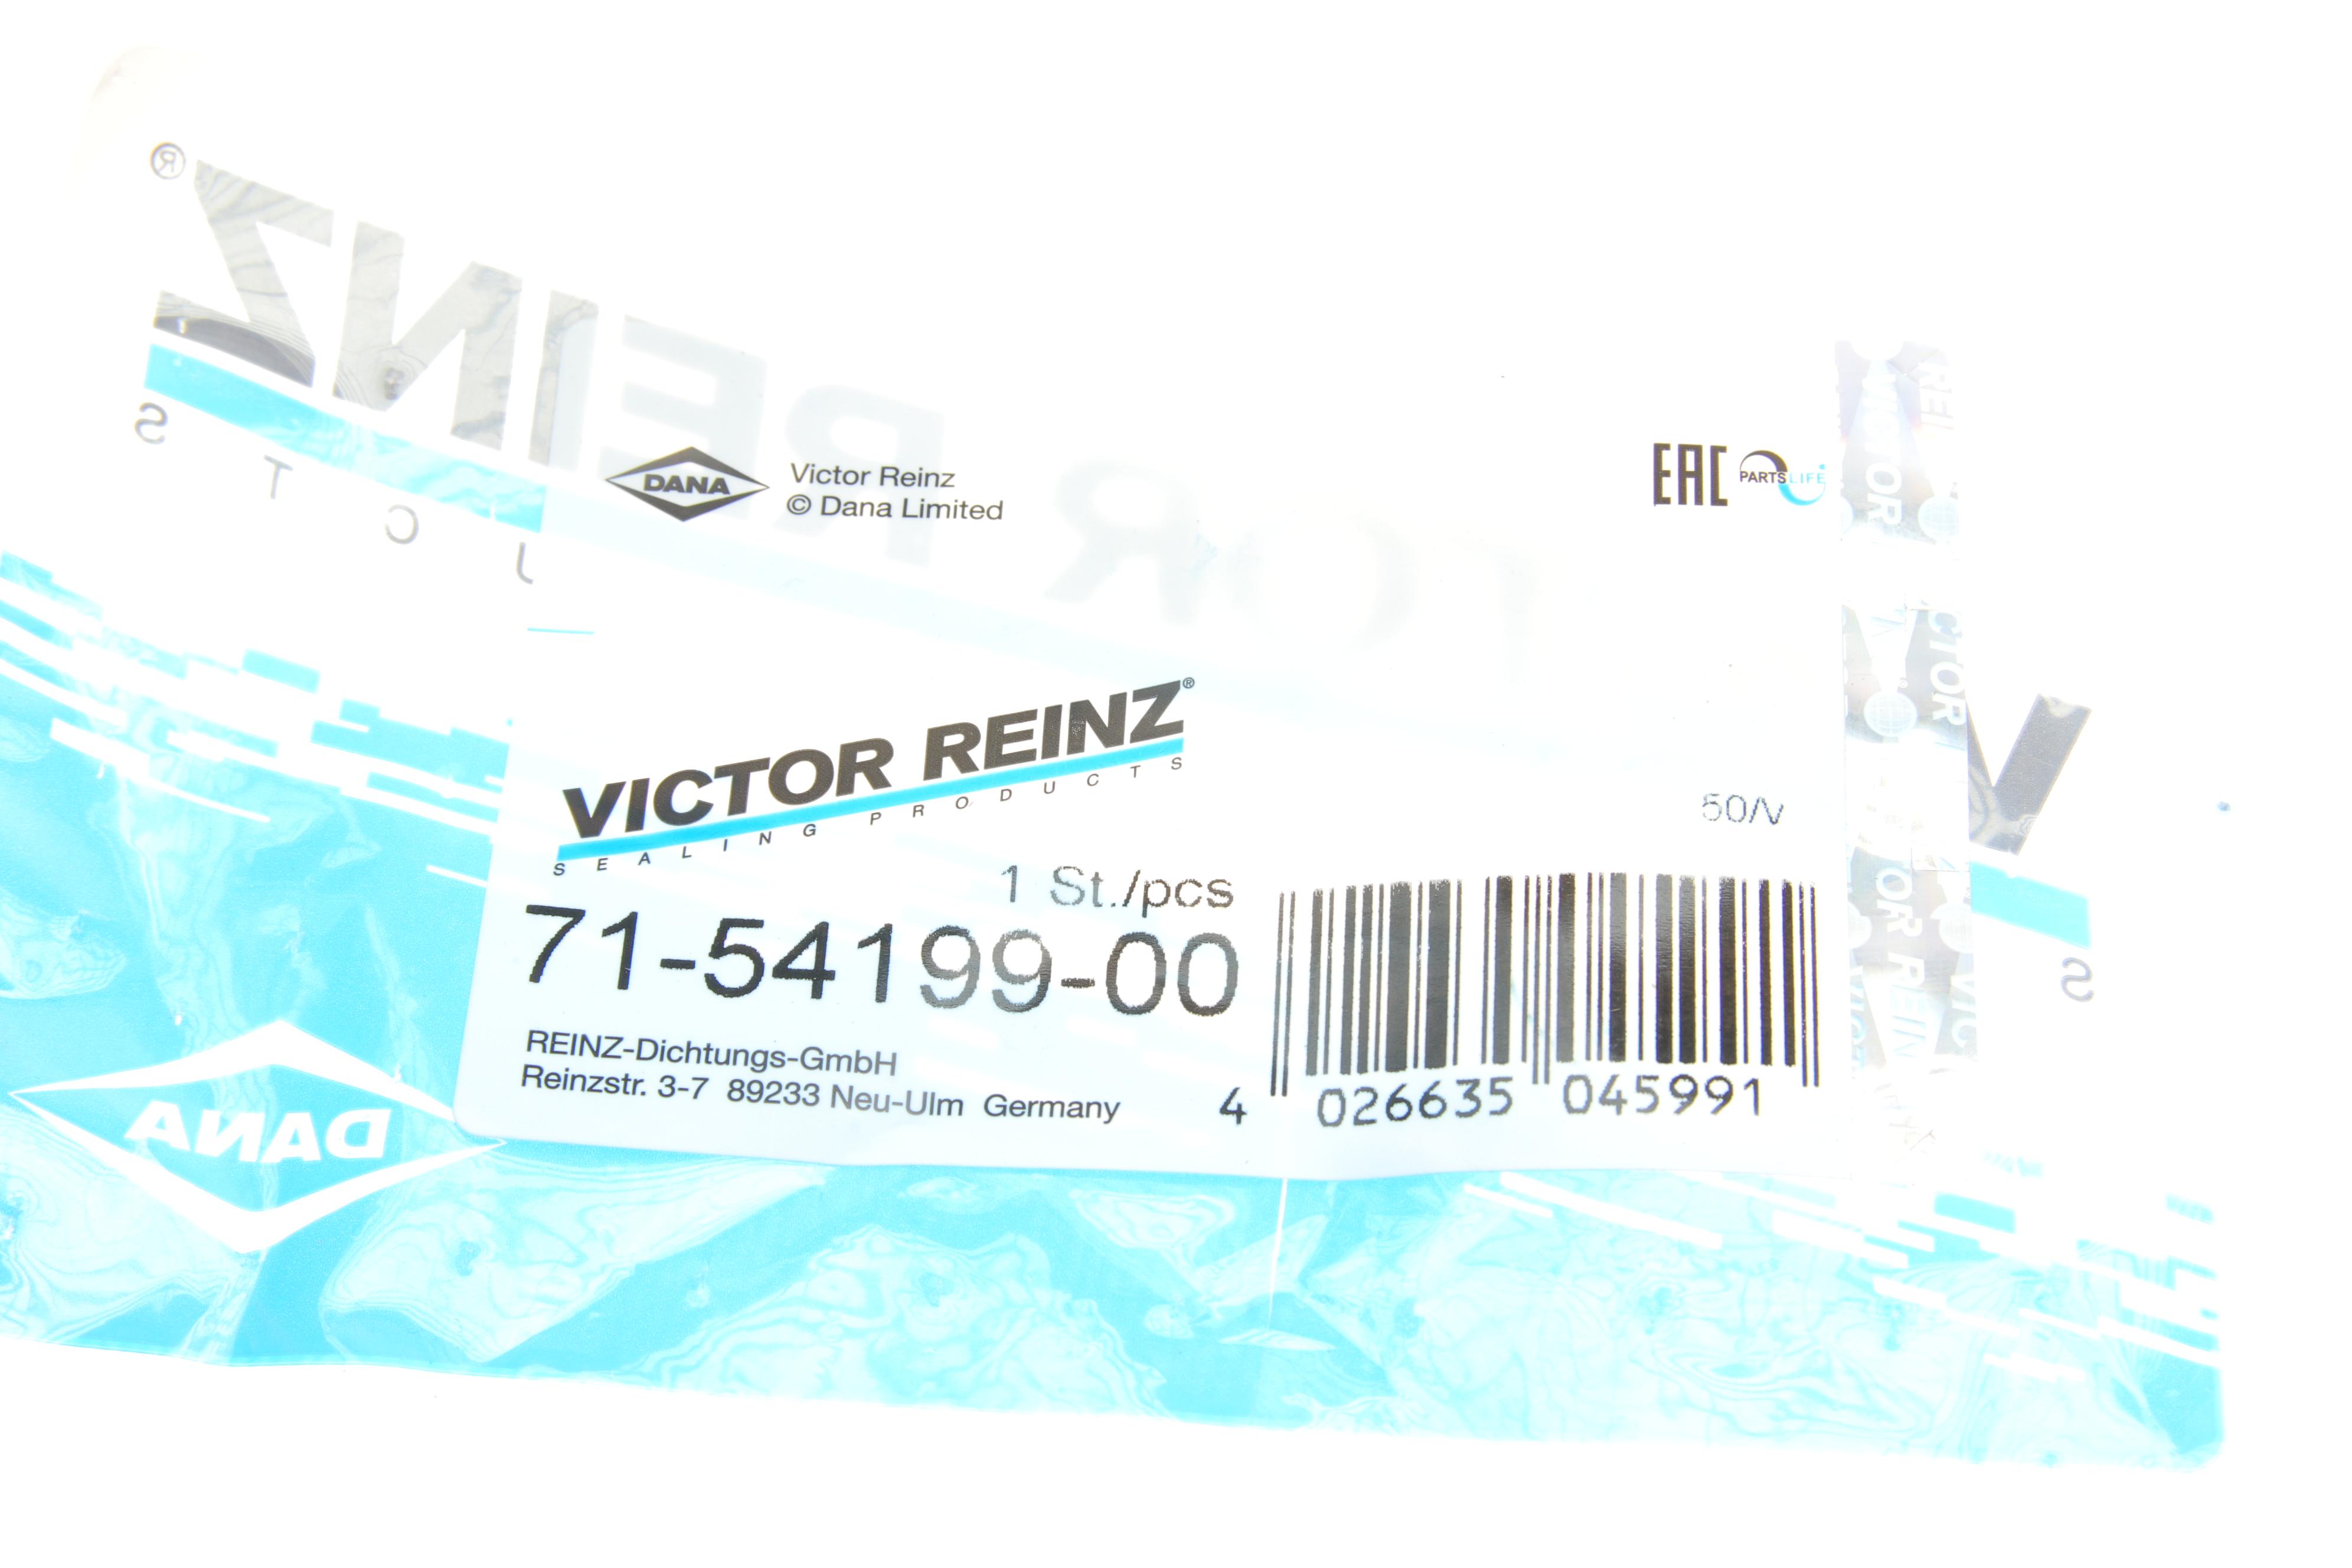 REINZ®
J C T S
DANA
Victor Reinz
© Dana Limited
EAC
PARTSLIFE
VICTOR REINZ®
SEALING PRODUCTS
50/V
1 St./pcs
71-54199-00
REINZ-Dichtungs-GmbH
Reinzstr. 3-7 89233 Neu-Ulm Germany
4 026635 045991
DANA
V
S